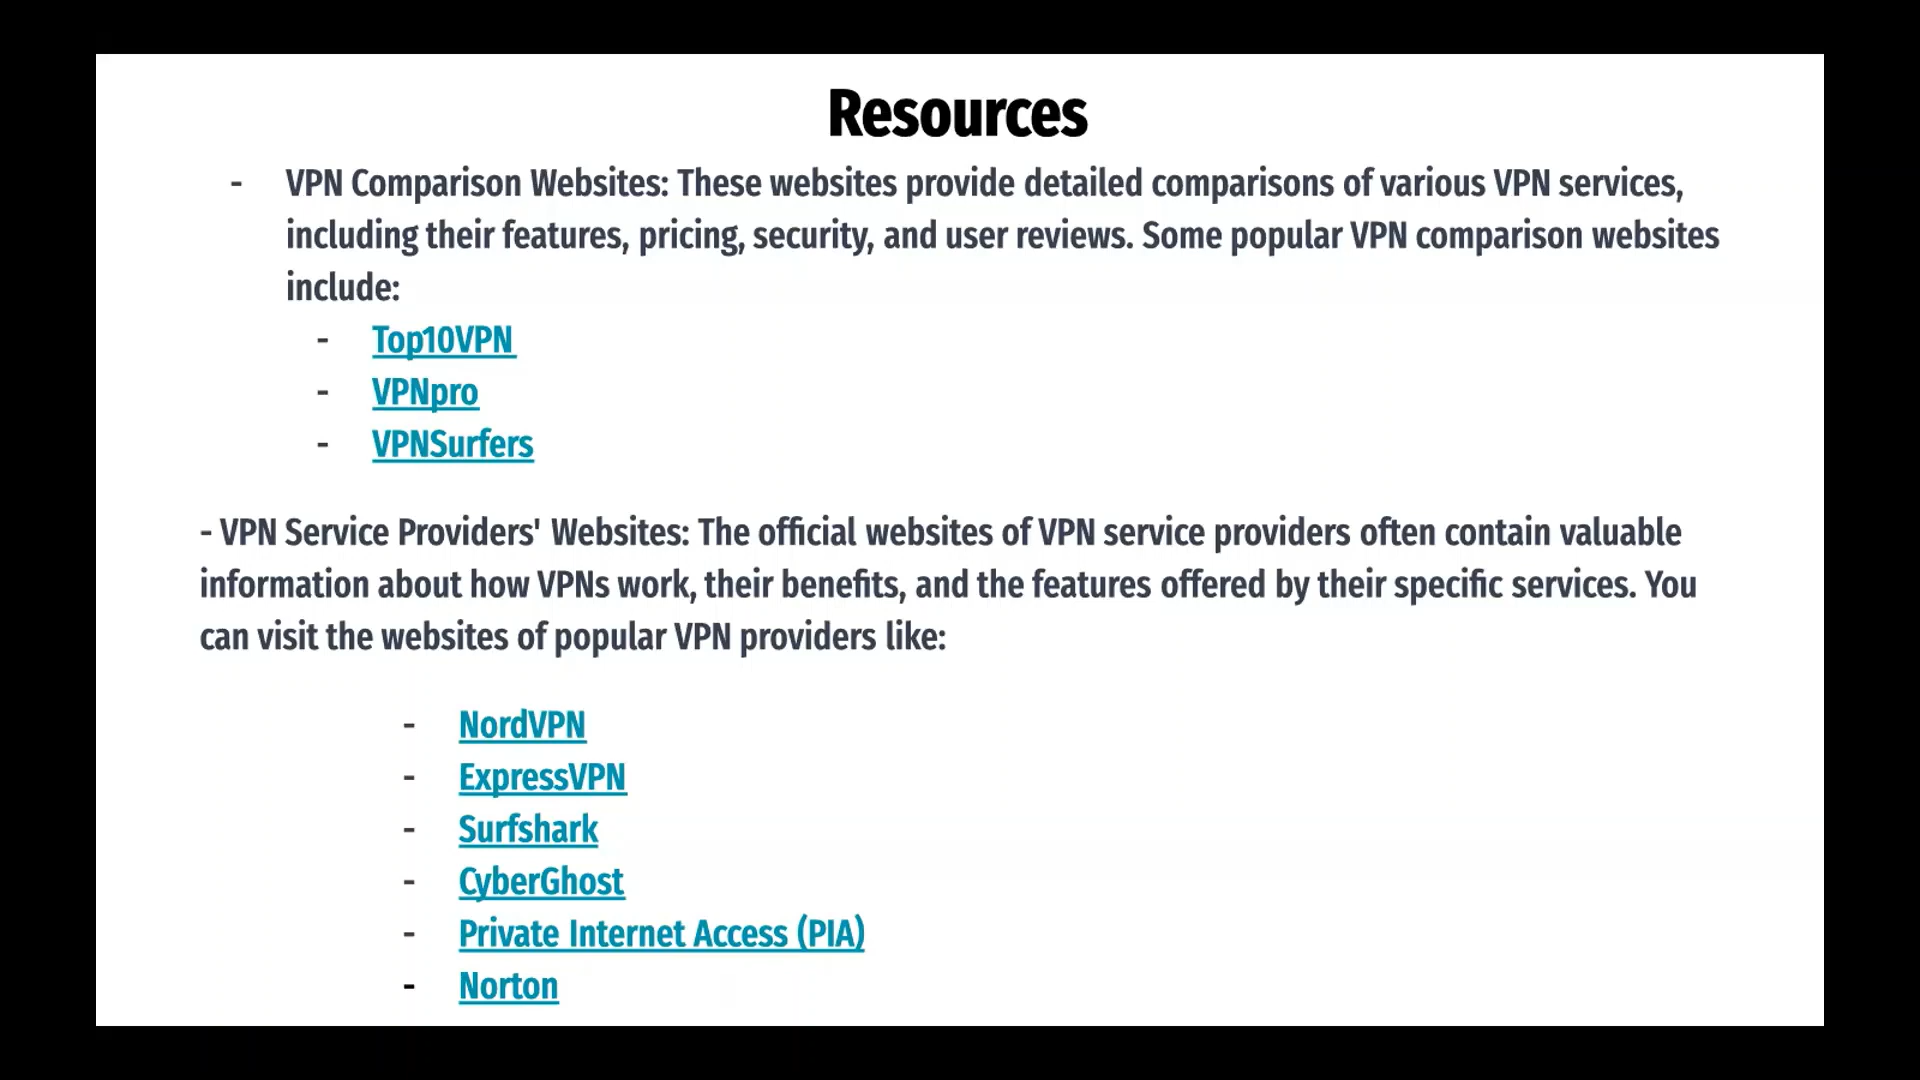 Resources
- VPN Comparison Websites: These websites provide detailed comparisons of various VPN services,
including their features, pricing, security, and user reviews. Some popular VPN comparison websites
include:
- Top10VPN
- VPNpro
- VPNSurfers
- VPN Service Providers' Websites: The official websites of VPN service providers often contain valuable
information about how VPNs work, their benefits, and the features offered by their specific services. You
can visit the websites of popular VPN providers like:
- NordVPN
- ExpressVPN
- Surfshark
- CyberGhost
- Private Internet Access (PIA)
- Norton